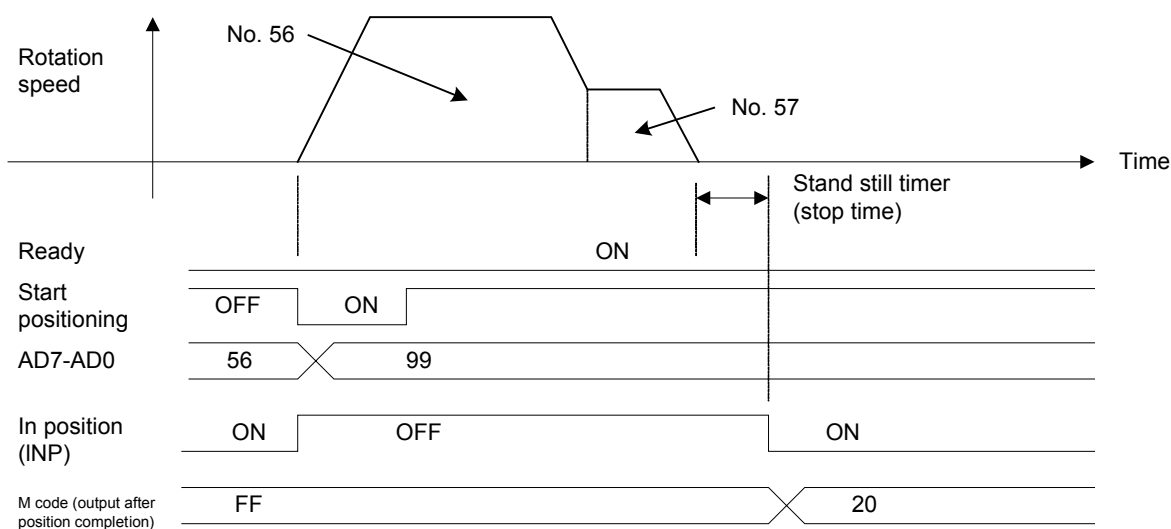 No. 56
Rotation
speed
No. 57
Time
Stand still timer
(stop time)
Ready
ON
Start
positioning
OFF
ON
AD7-AD0
56
99
In position
(INP)
ON
OFF
ON
M code (output after
position completion)
FF
20